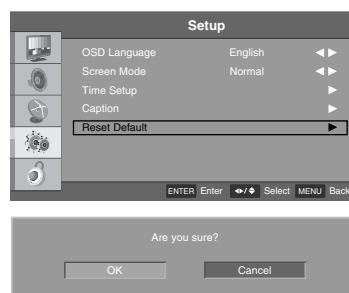 Setup
OSD Language English
Screen Mode Normal
Time Setup
Caption
Reset Default
ENTER Enter Select MENU Back
Are you sure?
OK Cancel